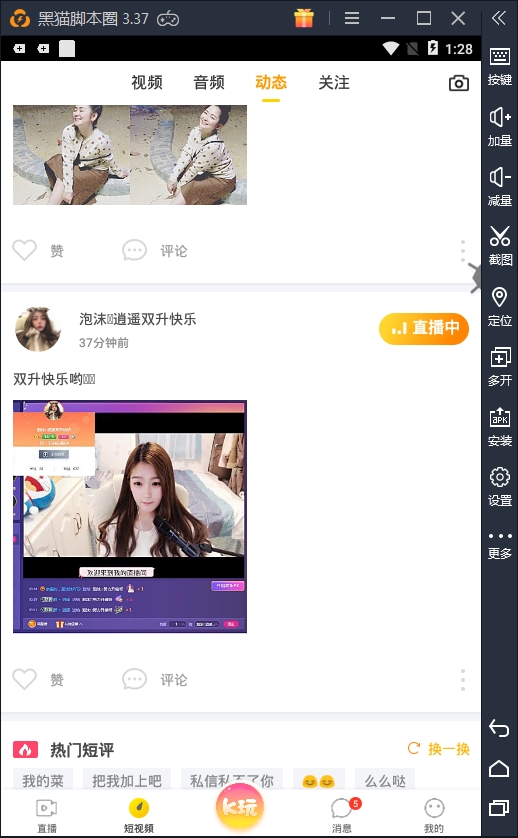 黑猫脚本圈 3.37
1:28
视频 音频 动态 关注
按键
加量
减量
截图
定位
多开
APK
安装
设置
更多
赞 评论
泡沫 逍遥双升快乐
37分钟前
直播中
双升快乐哟
欢迎来到我的直播间
赞 评论
热门短评 换一换
我的菜 把我加上吧 私信私不了你 😊😊 么么哒
K玩
5
直播 短视频 消息 我的